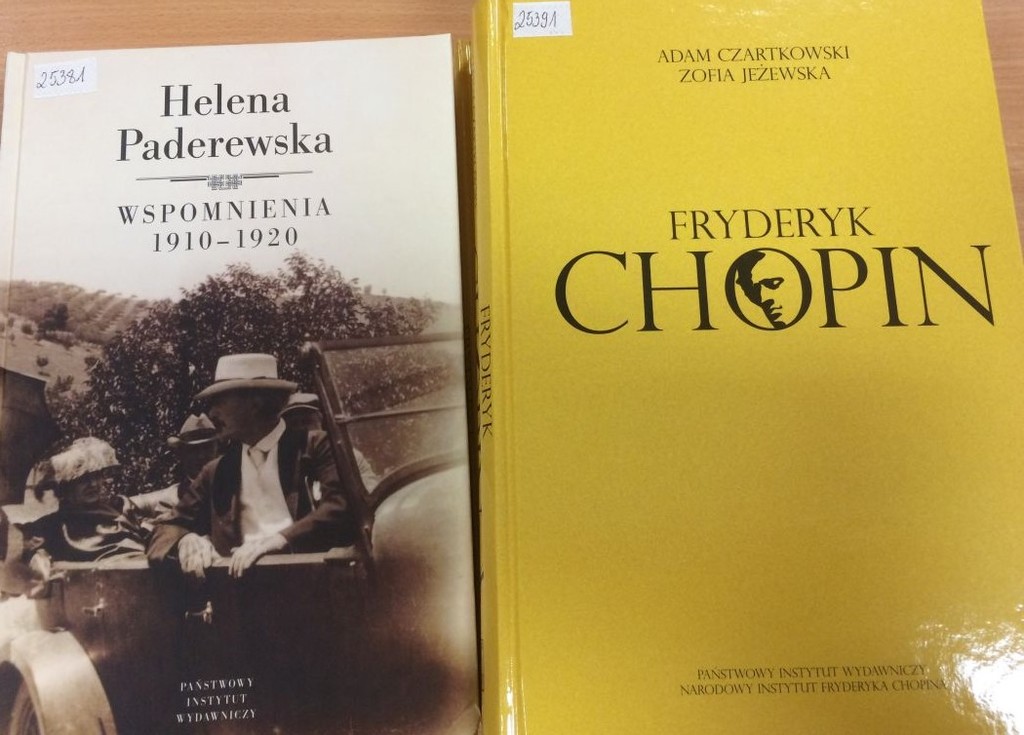 25381
Helena
Paderewska
WSPOMNIENIA
1910–1920
PAŃSTWOWY
INSTYTUT
WYDAWNICZY
FRYDERYK
25391
ADAM CZARTKOWSKI
ZOFIA JEŻEWSKA
FRYDERYK
CHOPIN
PAŃSTWOWY INSTYTUT WYDAWNICZY
NARODOWY INSTYTUT FRYDERYKA CHOPINA